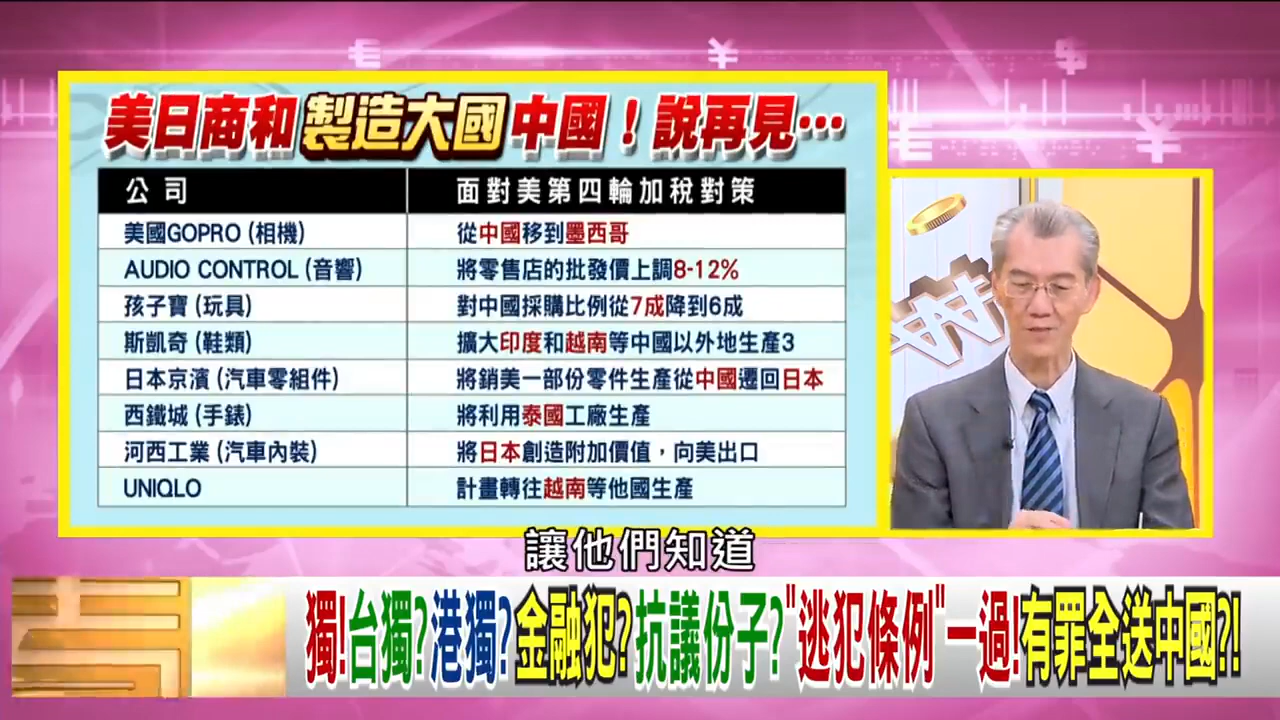 美日商和製造大國中國！說再見…
公司 面對美第四輪加稅對策
美國GOPRO (相機) 從中國移到墨西哥
AUDIO CONTROL (音響) 將零售店的批發價上調8-12%
孩子寶 (玩具) 對中國採購比例從7成降到6成
斯凱奇 (鞋類) 擴大印度和越南等中國以外地生產3
日本京濱 (汽車零組件) 將銷美一部份零件生產從中國遷回日本
西鐵城 (手錶) 將利用泰國工廠生產
河西工業 (汽車內裝) 將日本創造附加價值，向美出口
UNIQLO 計畫轉往越南等他國生產
讓他們知道
獨!台獨?港獨?金融犯?抗議份子?"逃犯條例"一過!有罪全送中國?!